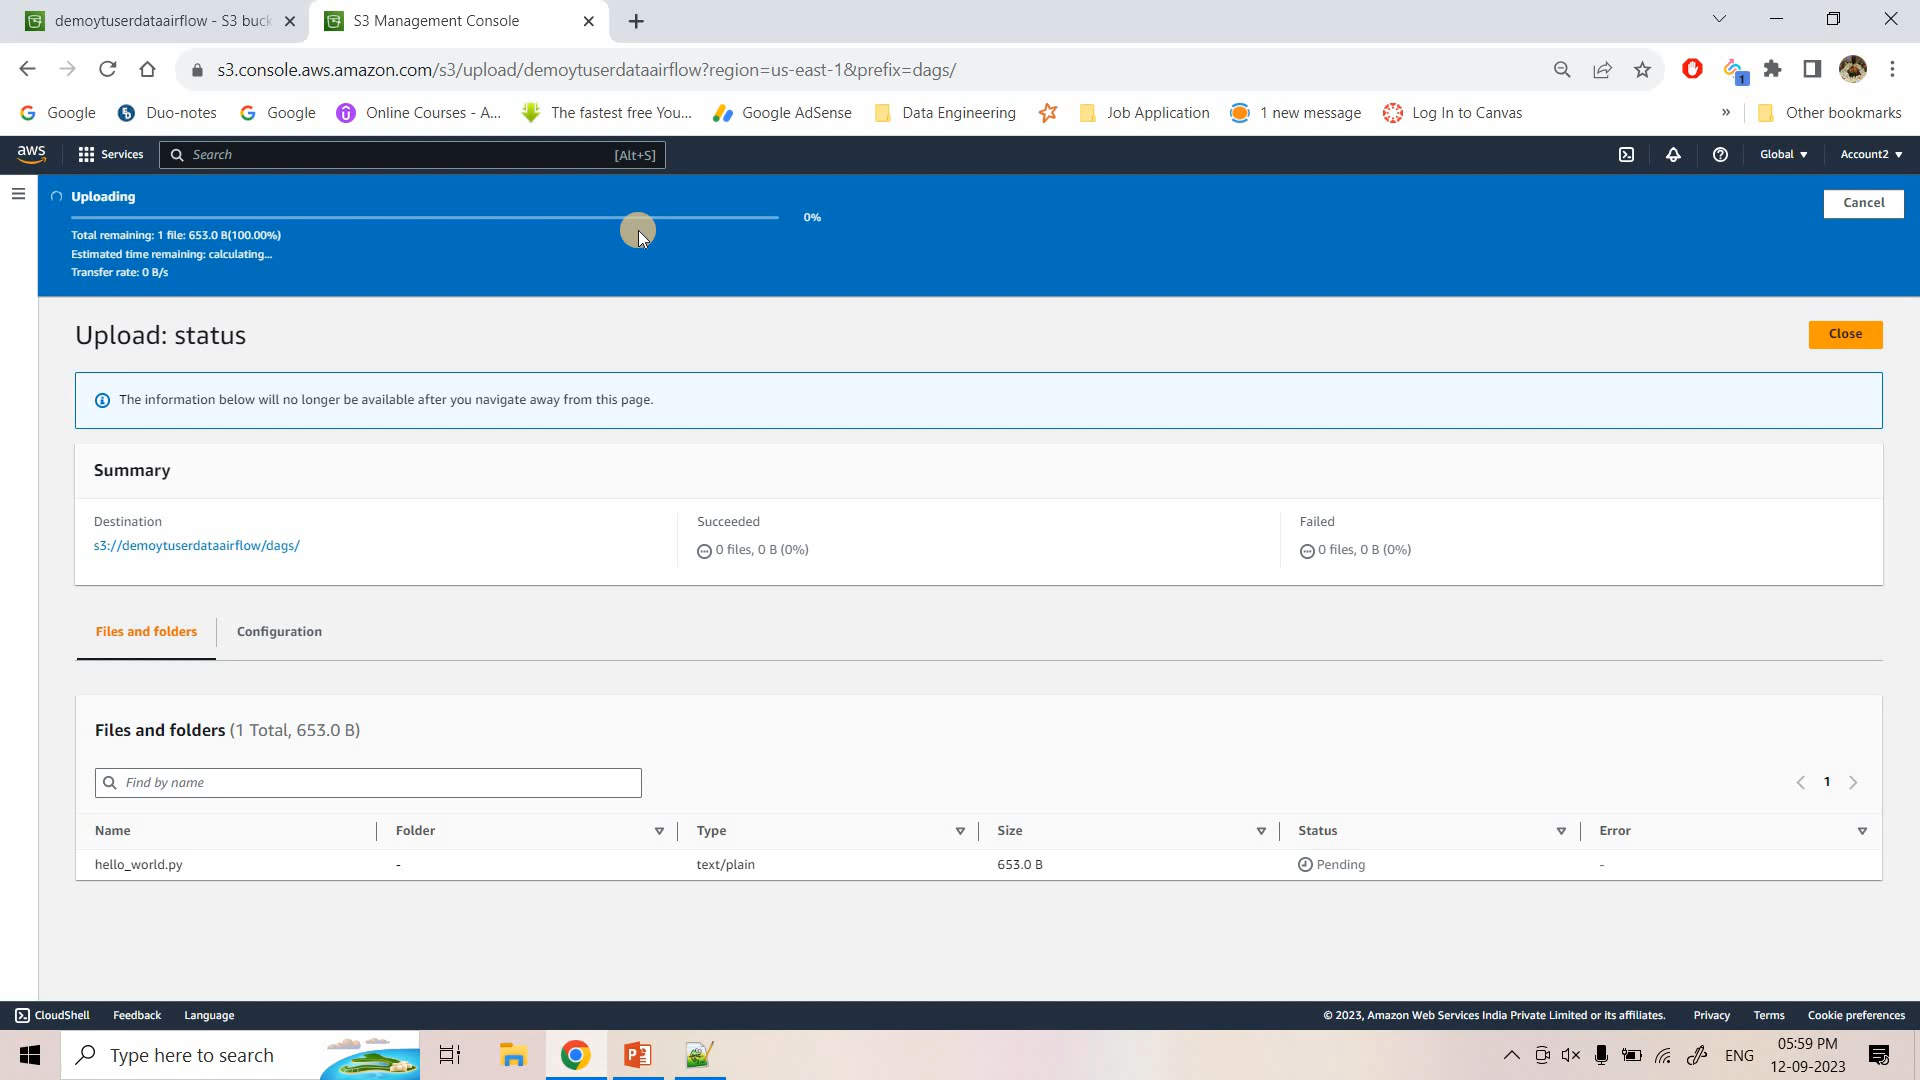 demoytuserdataairflow - S3 buck
S3 Management Console
s3.console.aws.amazon.com/s3/upload/demoytuserdataairflow?region=us-east-1&prefix=dags/
1
Google
Duo-notes
Google
Online Courses - A...
The fastest free You...
Google AdSense
Data Engineering
Job Application
1 new message
Log In to Canvas
»
Other bookmarks
aws
Services
Search
[Alt+S]
Global
Account2
Uploading
0%
Cancel
Total remaining: 1 file: 653.0 B(100.00%)
Estimated time remaining: calculating...
Transfer rate: 0 B/s
Upload: status
Close
The information below will no longer be available after you navigate away from this page.
Summary
Destination
Succeeded
Failed
s3://demoytuserdataairflow/dags/
0 files, 0 B (0%)
0 files, 0 B (0%)
Files and folders
Configuration
Files and folders (1 Total, 653.0 B)
Find by name
1
Name
Folder
Type
Size
Status
Error
hello_world.py
-
text/plain
653.0 B
Pending
-
CloudShell
Feedback
Language
© 2023, Amazon Web Services India Private Limited or its affiliates.
Privacy
Terms
Cookie preferences
Type here to search
ENG
05:59 PM
12-09-2023